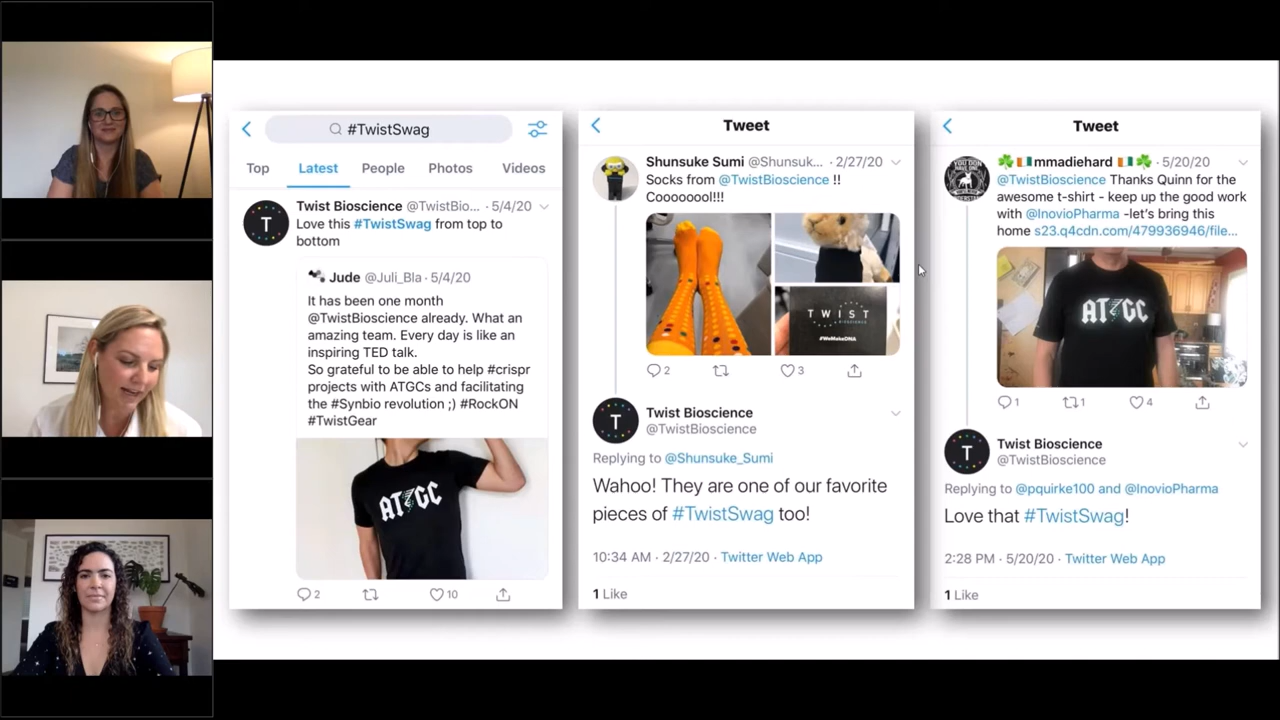 #TwistSwag
Top
Latest
People
Photos
Videos
Twist Bioscience @TwistBio... · 5/4/20
Love this #TwistSwag from top to
bottom
Jude @Juli_Bla · 5/4/20
It has been one month
@TwistBioscience already. What an
amazing team. Every day is like an
inspiring TED talk.
So grateful to be able to help #crispr
projects with ATGCs and facilitating
the #Synbio revolution ;) #RockON
#TwistGear
ATGC
2
10
Tweet
Shunsuke Sumi @Shunsuk... · 2/27/20
Socks from @TwistBioscience !!
Cooooooool!!!
TWIST
BIOSCIENCE
#WeMakeDNA
2
3
Twist Bioscience
@TwistBioscience
Replying to @Shunsuke_Sumi
Wahoo! They are one of our favorite
pieces of #TwistSwag too!
10:34 AM · 2/27/20 · Twitter Web App
1 Like
Tweet
mmadiehard · 5/20/20
@TwistBioscience Thanks Quinn for the
awesome t-shirt - keep up the good work
with @InovioPharma -let's bring this
home s23.q4cdn.com/479936946/file...
ATGC
1
1
4
Twist Bioscience
@TwistBioscience
Replying to @pquirke100 and @InovioPharma
Love that #TwistSwag!
2:28 PM · 5/20/20 · Twitter Web App
1 Like